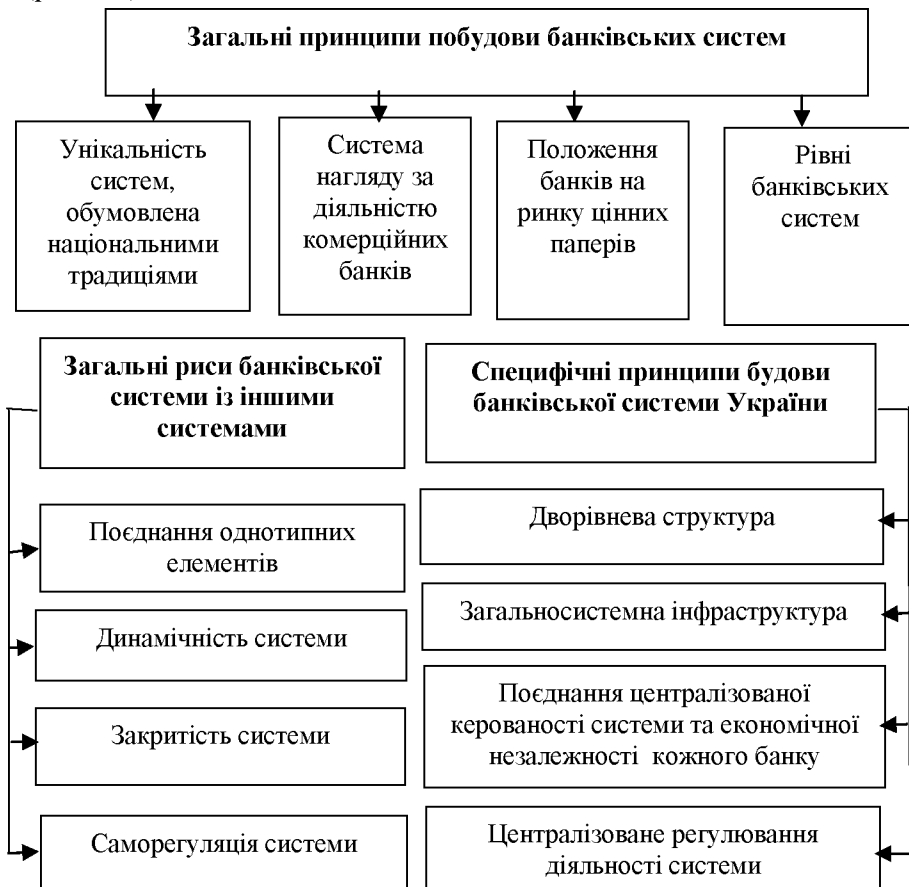 Загальні принципи побудови банківських систем
Унікальність
систем,
обумовлена
національними
традиціями
Система
нагляду за
діяльністю
комерційних
банків
Положення
банків на
ринку цінних
паперів
Рівні
банківських
систем
Загальні риси банківської
системи із іншими
системами
Поєднання однотипних
елементів
Динамічність системи
Закритість системи
Саморегуляція системи
Специфічні принципи будови
банківської системи України
Дворівнева структура
Загальносистемна інфраструктура
Поєднання централізованої
керованості системи та економічної
незалежності кожного банку
Централізоване регулювання
діяльності системи